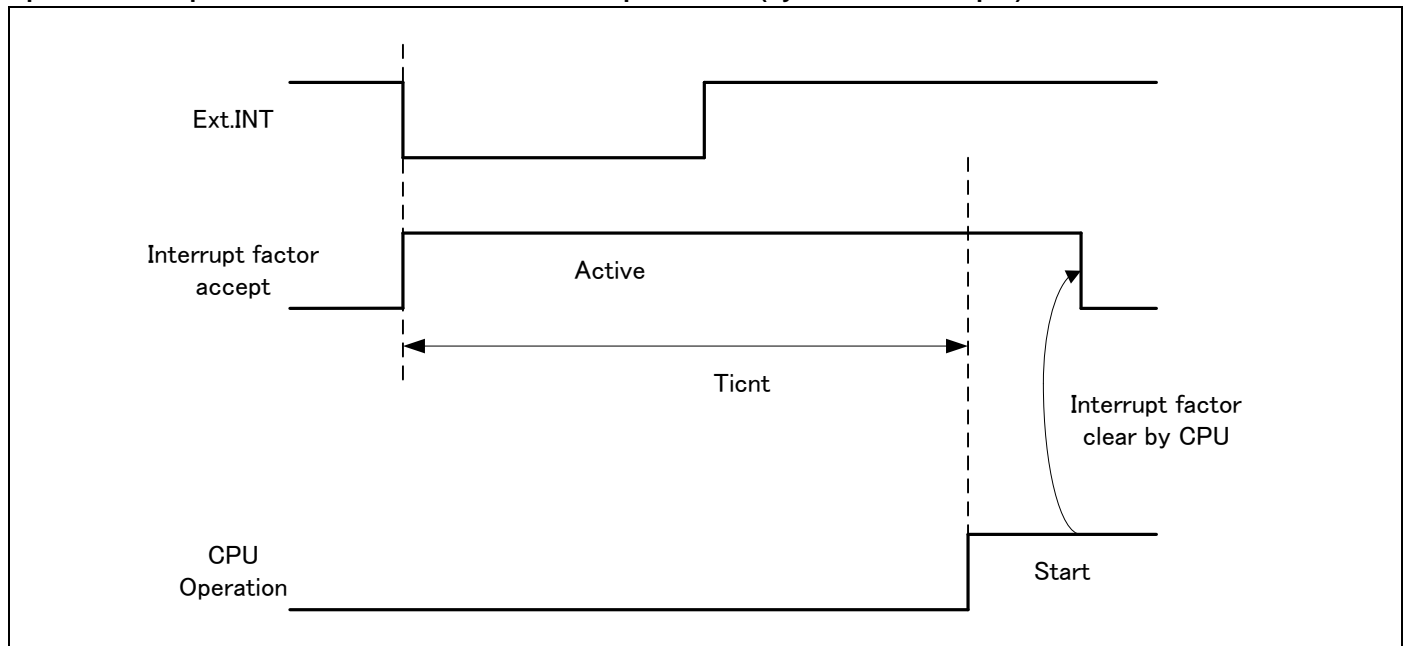 Ext.INT
Interrupt factor
accept
Active
Ticnt
Interrupt factor
clear by CPU
CPU
Operation
Start